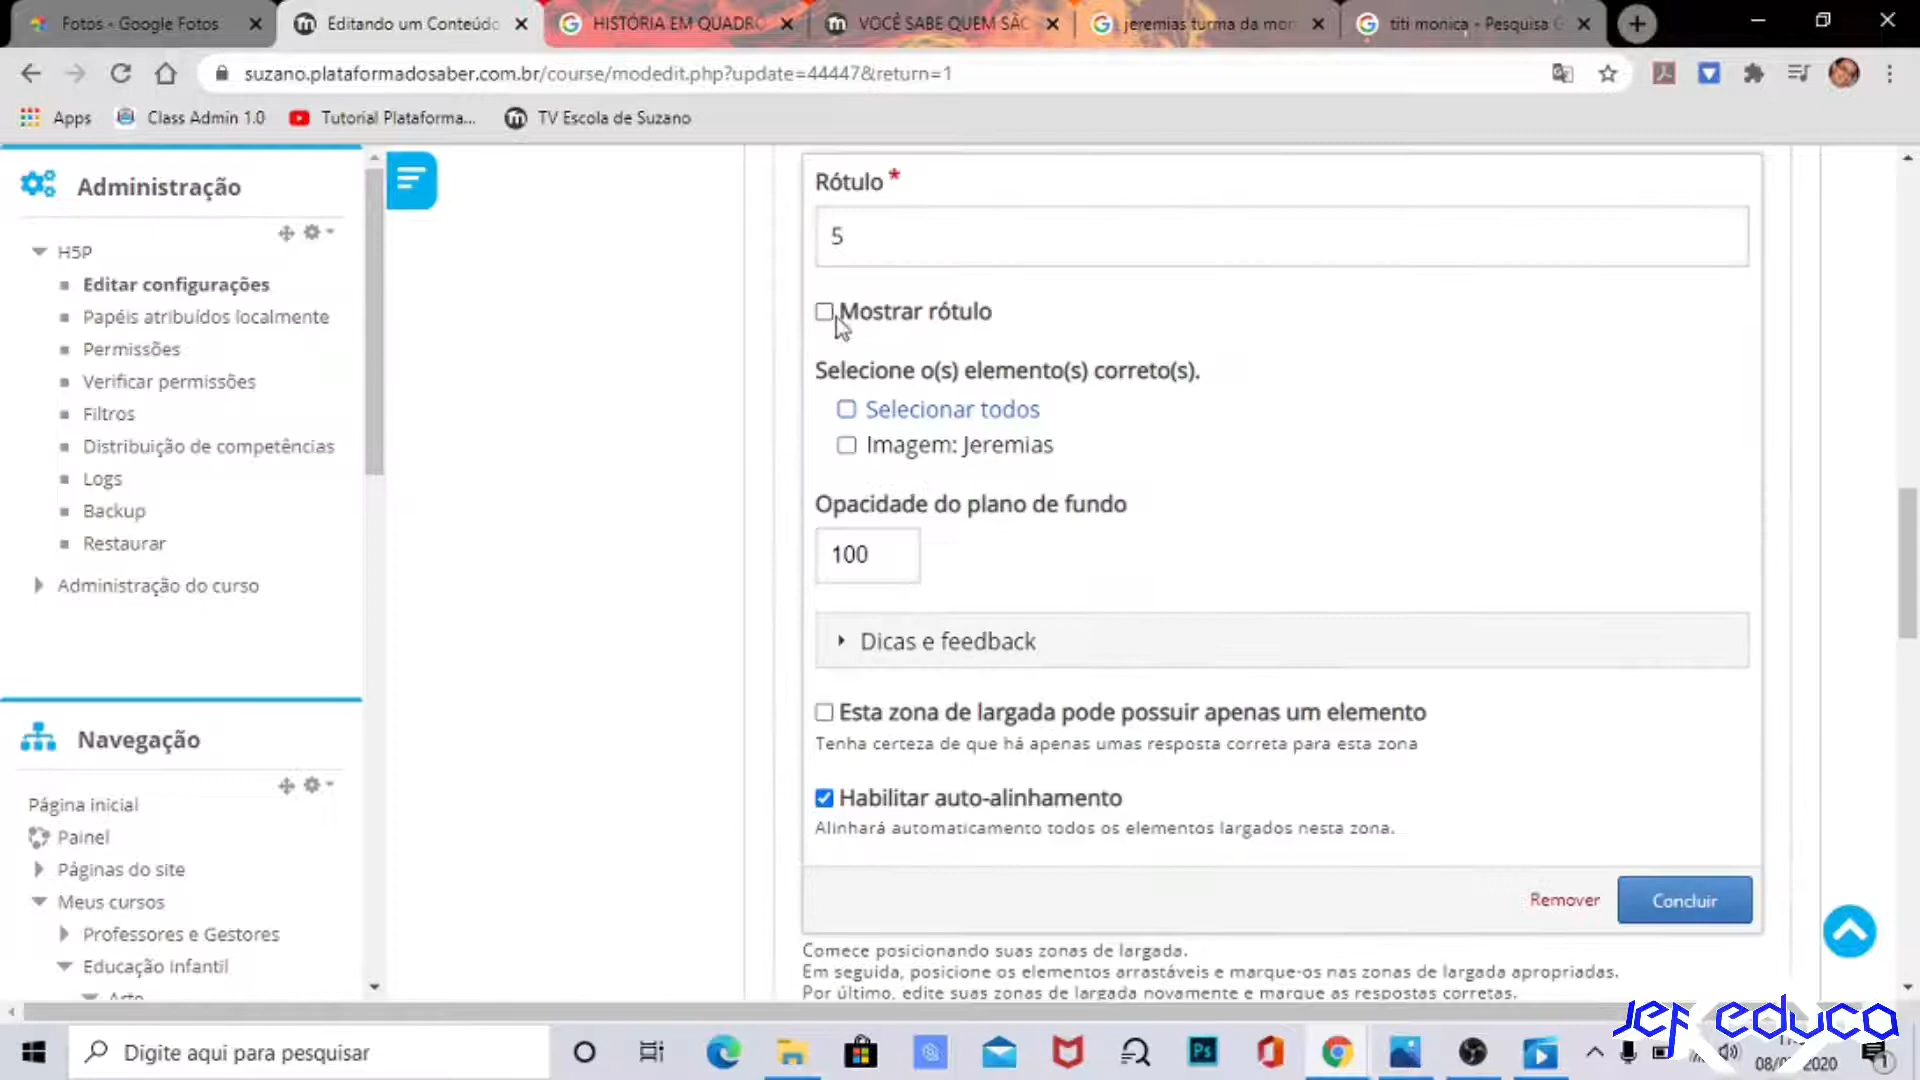 Fotos - Google Fotos
Editando um Conteúdo
HISTÓRIA EM QUADRO
VOCÊ SABE QUEM SÃO
jeremias turma da mon
titi monica - Pesquisa G
suzano.plataformadosaber.com.br/course/modedit.php?update=44447&return=1
Apps
Class Admin 1.0
Tutorial Plataforma...
TV Escola de Suzano
Administração
H5P
Editar configurações
Papéis atribuídos localmente
Permissões
Verificar permissões
Filtros
Distribuição de competências
Logs
Backup
Restaurar
Administração do curso
Navegação
Página inicial
Painel
Páginas do site
Meus cursos
Professores e Gestores
Educação Infantil
Arte
Rótulo *
5
Mostrar rótulo
Selecione o(s) elemento(s) correto(s).
Selecionar todos
Imagem: Jeremias
Opacidade do plano de fundo
100
Dicas e feedback
Esta zona de largada pode possuir apenas um elemento
Tenha certeza de que há apenas umas resposta correta para esta zona
Habilitar auto-alinhamento
Alinhará automaticamento todos os elementos largados nesta zona.
Remover
Concluir
Comece posicionando suas zonas de largada.
Em seguida, posicione os elementos arrastáveis e marque-os nas zonas de largada apropriadas.
Por último, edite suas zonas de largada novamente e marque as respostas corretas.
Jef educa
Digite aqui para pesquisar
Ps
1